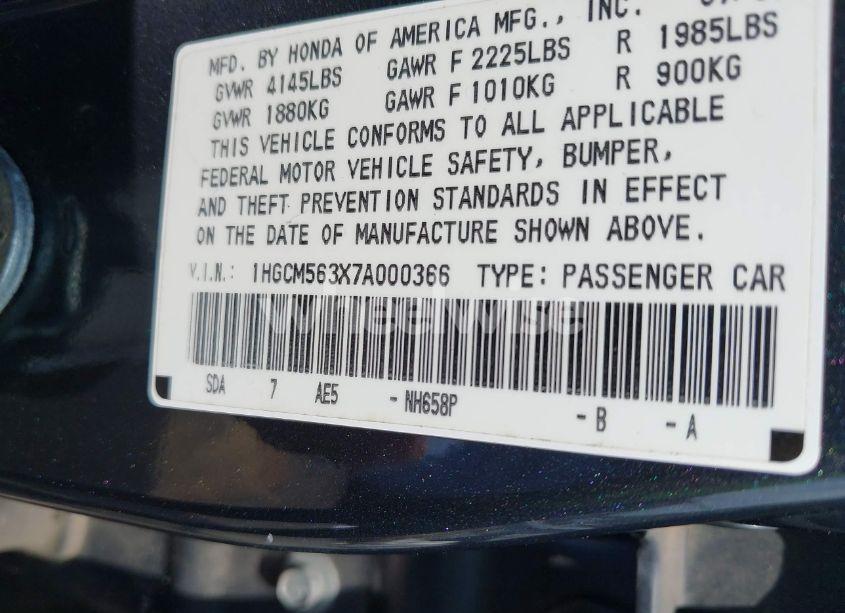 MFD. BY HONDA OF AMERICA MFG., INC.
GVWR 4145LBS GAWR F 2225LBS R 1985LBS
GVWR 1880KG GAWR F 1010KG R 900KG
THIS VEHICLE CONFORMS TO ALL APPLICABLE
FEDERAL MOTOR VEHICLE SAFETY, BUMPER,
AND THEFT PREVENTION STANDARDS IN EFFECT
ON THE DATE OF MANUFACTURE SHOWN ABOVE.
V.I.N.: 1HGCM563X7A000366 TYPE: PASSENGER CAR
wheelwise
SDA 7 AE5 - NH658P - B - A